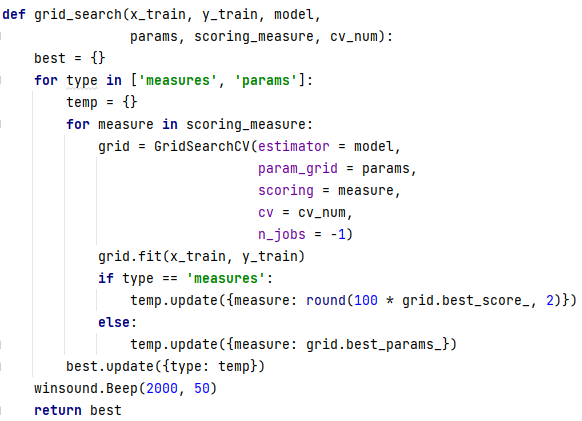 def grid_search(x_train, y_train, model,
                params, scoring_measure, cv_num):
    best = {}
    for type in ['measures', 'params']:
        temp = {}
        for measure in scoring_measure:
            grid = GridSearchCV(estimator = model,
                                param_grid = params,
                                scoring = measure,
                                cv = cv_num,
                                n_jobs = -1)
            grid.fit(x_train, y_train)
            if type == 'measures':
                temp.update({measure: round(100 * grid.best_score_, 2)})
            else:
                temp.update({measure: grid.best_params_})
        best.update({type: temp})
    winsound.Beep(2000, 50)
    return best